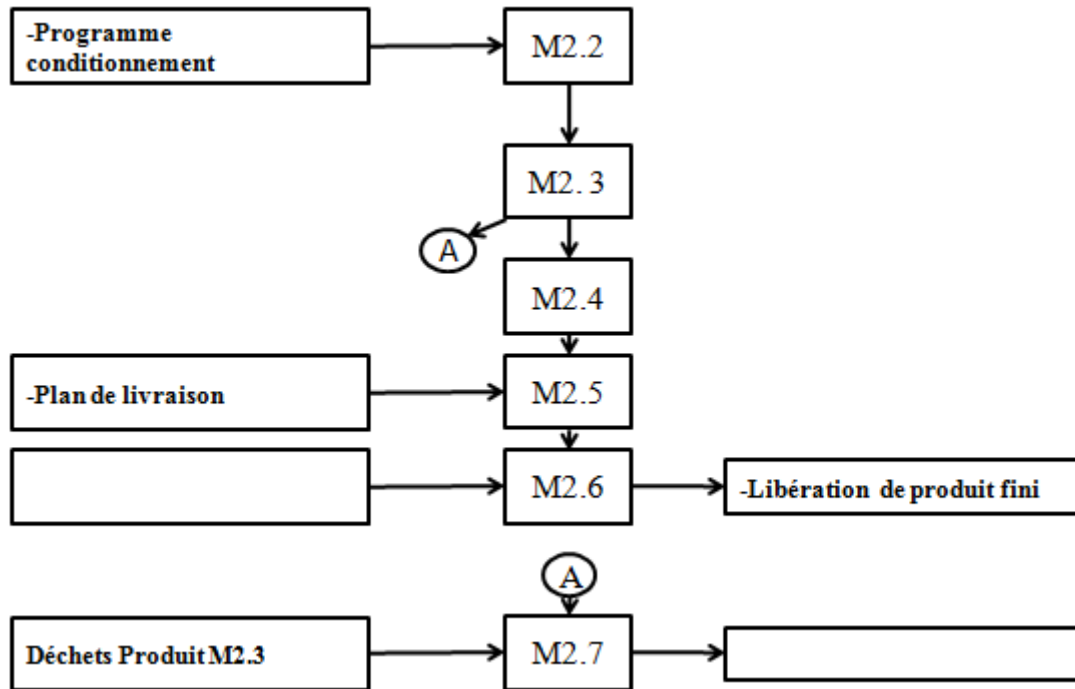 -Programme
conditionnement
M2.2
M2. 3
A
M2.4
-Plan de livraison
M2.5
M2.6
-Libération de produit fini
A
Déchets Produit M2.3
M2.7